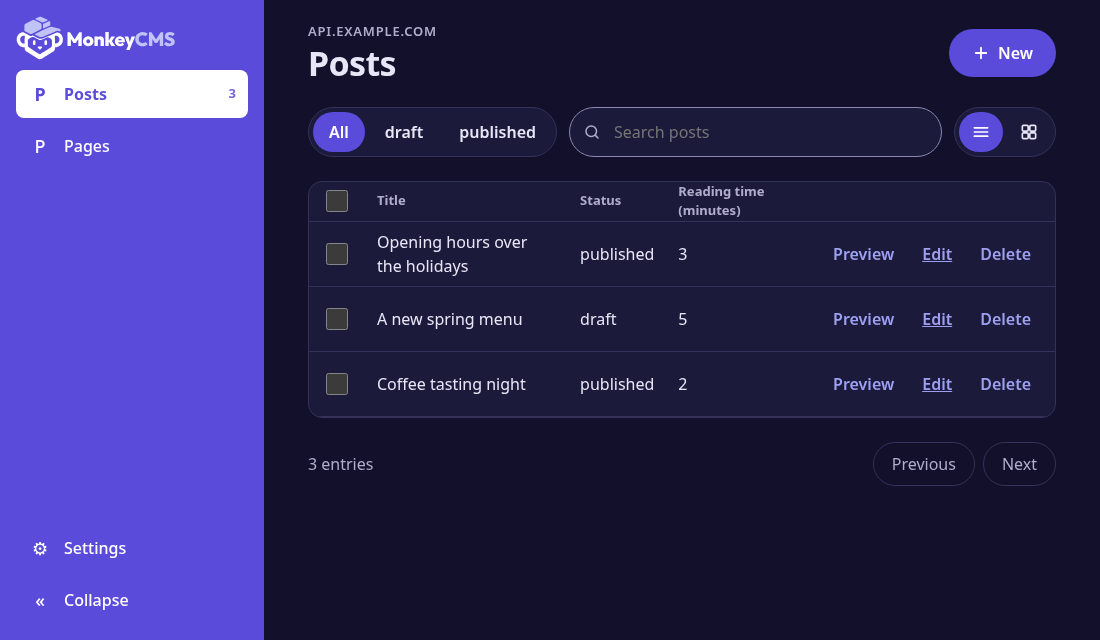 MonkeyCMS
P Posts 3
P Pages
⚙ Settings
« Collapse
API.EXAMPLE.COM
Posts
+ New
All draft published
Search posts
Title Status Reading time
(minutes)
Opening hours over
the holidays published 3 Preview Edit Delete
A new spring menu draft 5 Preview Edit Delete
Coffee tasting night published 2 Preview Edit Delete
3 entries Previous Next